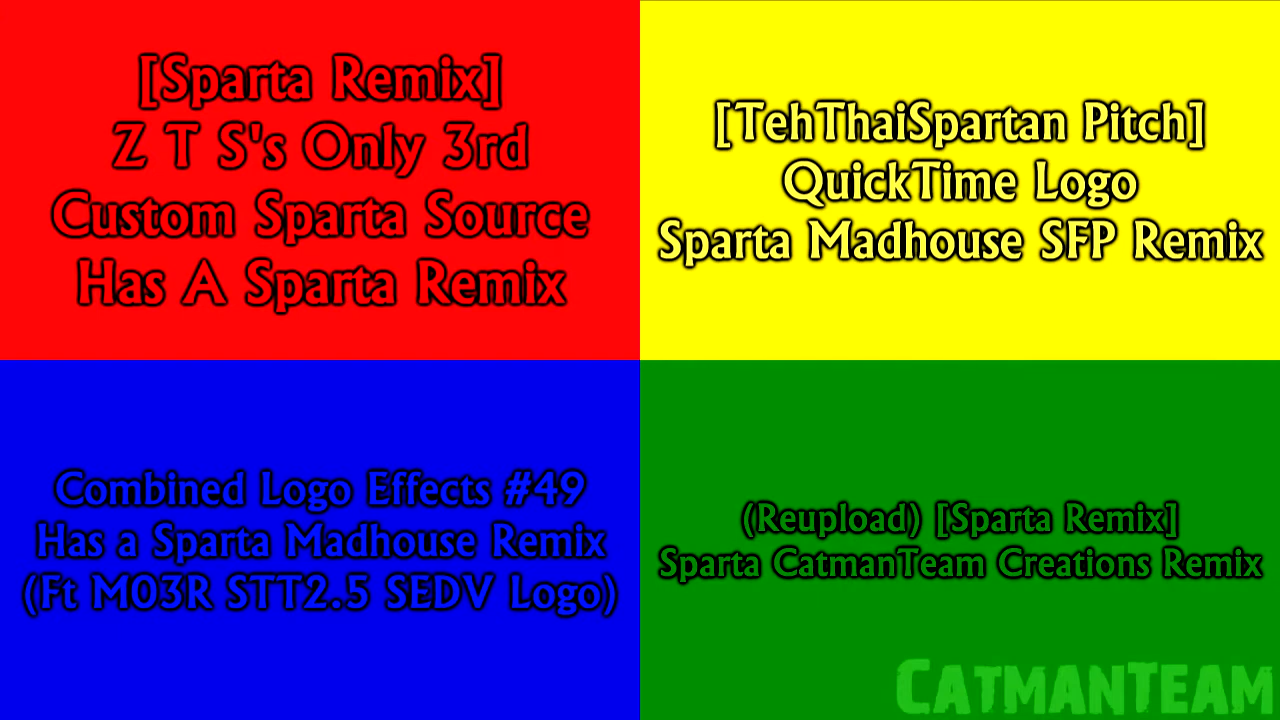 [Sparta Remix]
Z T S's Only 3rd
Custom Sparta Source
Has A Sparta Remix
[TehThaiSpartan Pitch]
QuickTime Logo
Sparta Madhouse SFP Remix
Combined Logo Effects #49
Has a Sparta Madhouse Remix
(Ft M03R STT2.5 SEDV Logo)
(Reupload) [Sparta Remix]
Sparta CatmanTeam Creations Remix
CATMANTEAM